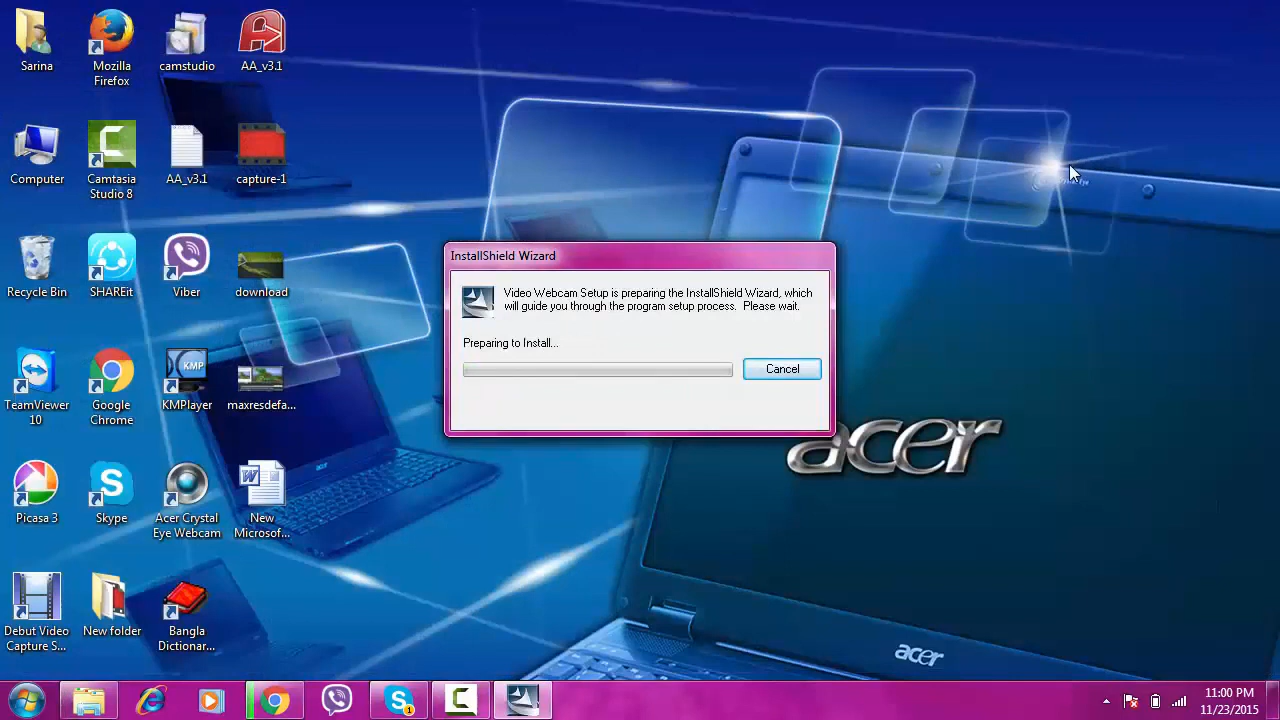 Sarina
Mozilla
Firefox
camstudio
AA_v3.1
Computer
Camtasia
Studio 8
AA_v3.1
capture-1
Recycle Bin
SHAREit
Viber
download
TeamViewer
10
Google
Chrome
KMP
KMPlayer
maxresdefa...
Picasa 3
Skype
Acer Crystal
Eye Webcam
New
Microsof...
Debut Video
Capture S...
New folder
Bangla
Dictionar...
InstallShield Wizard
Video Webcam Setup is preparing the InstallShield Wizard, which
will guide you through the program setup process. Please wait.
Preparing to Install...
Cancel
acer
acer
1
11:00 PM
11/23/2015